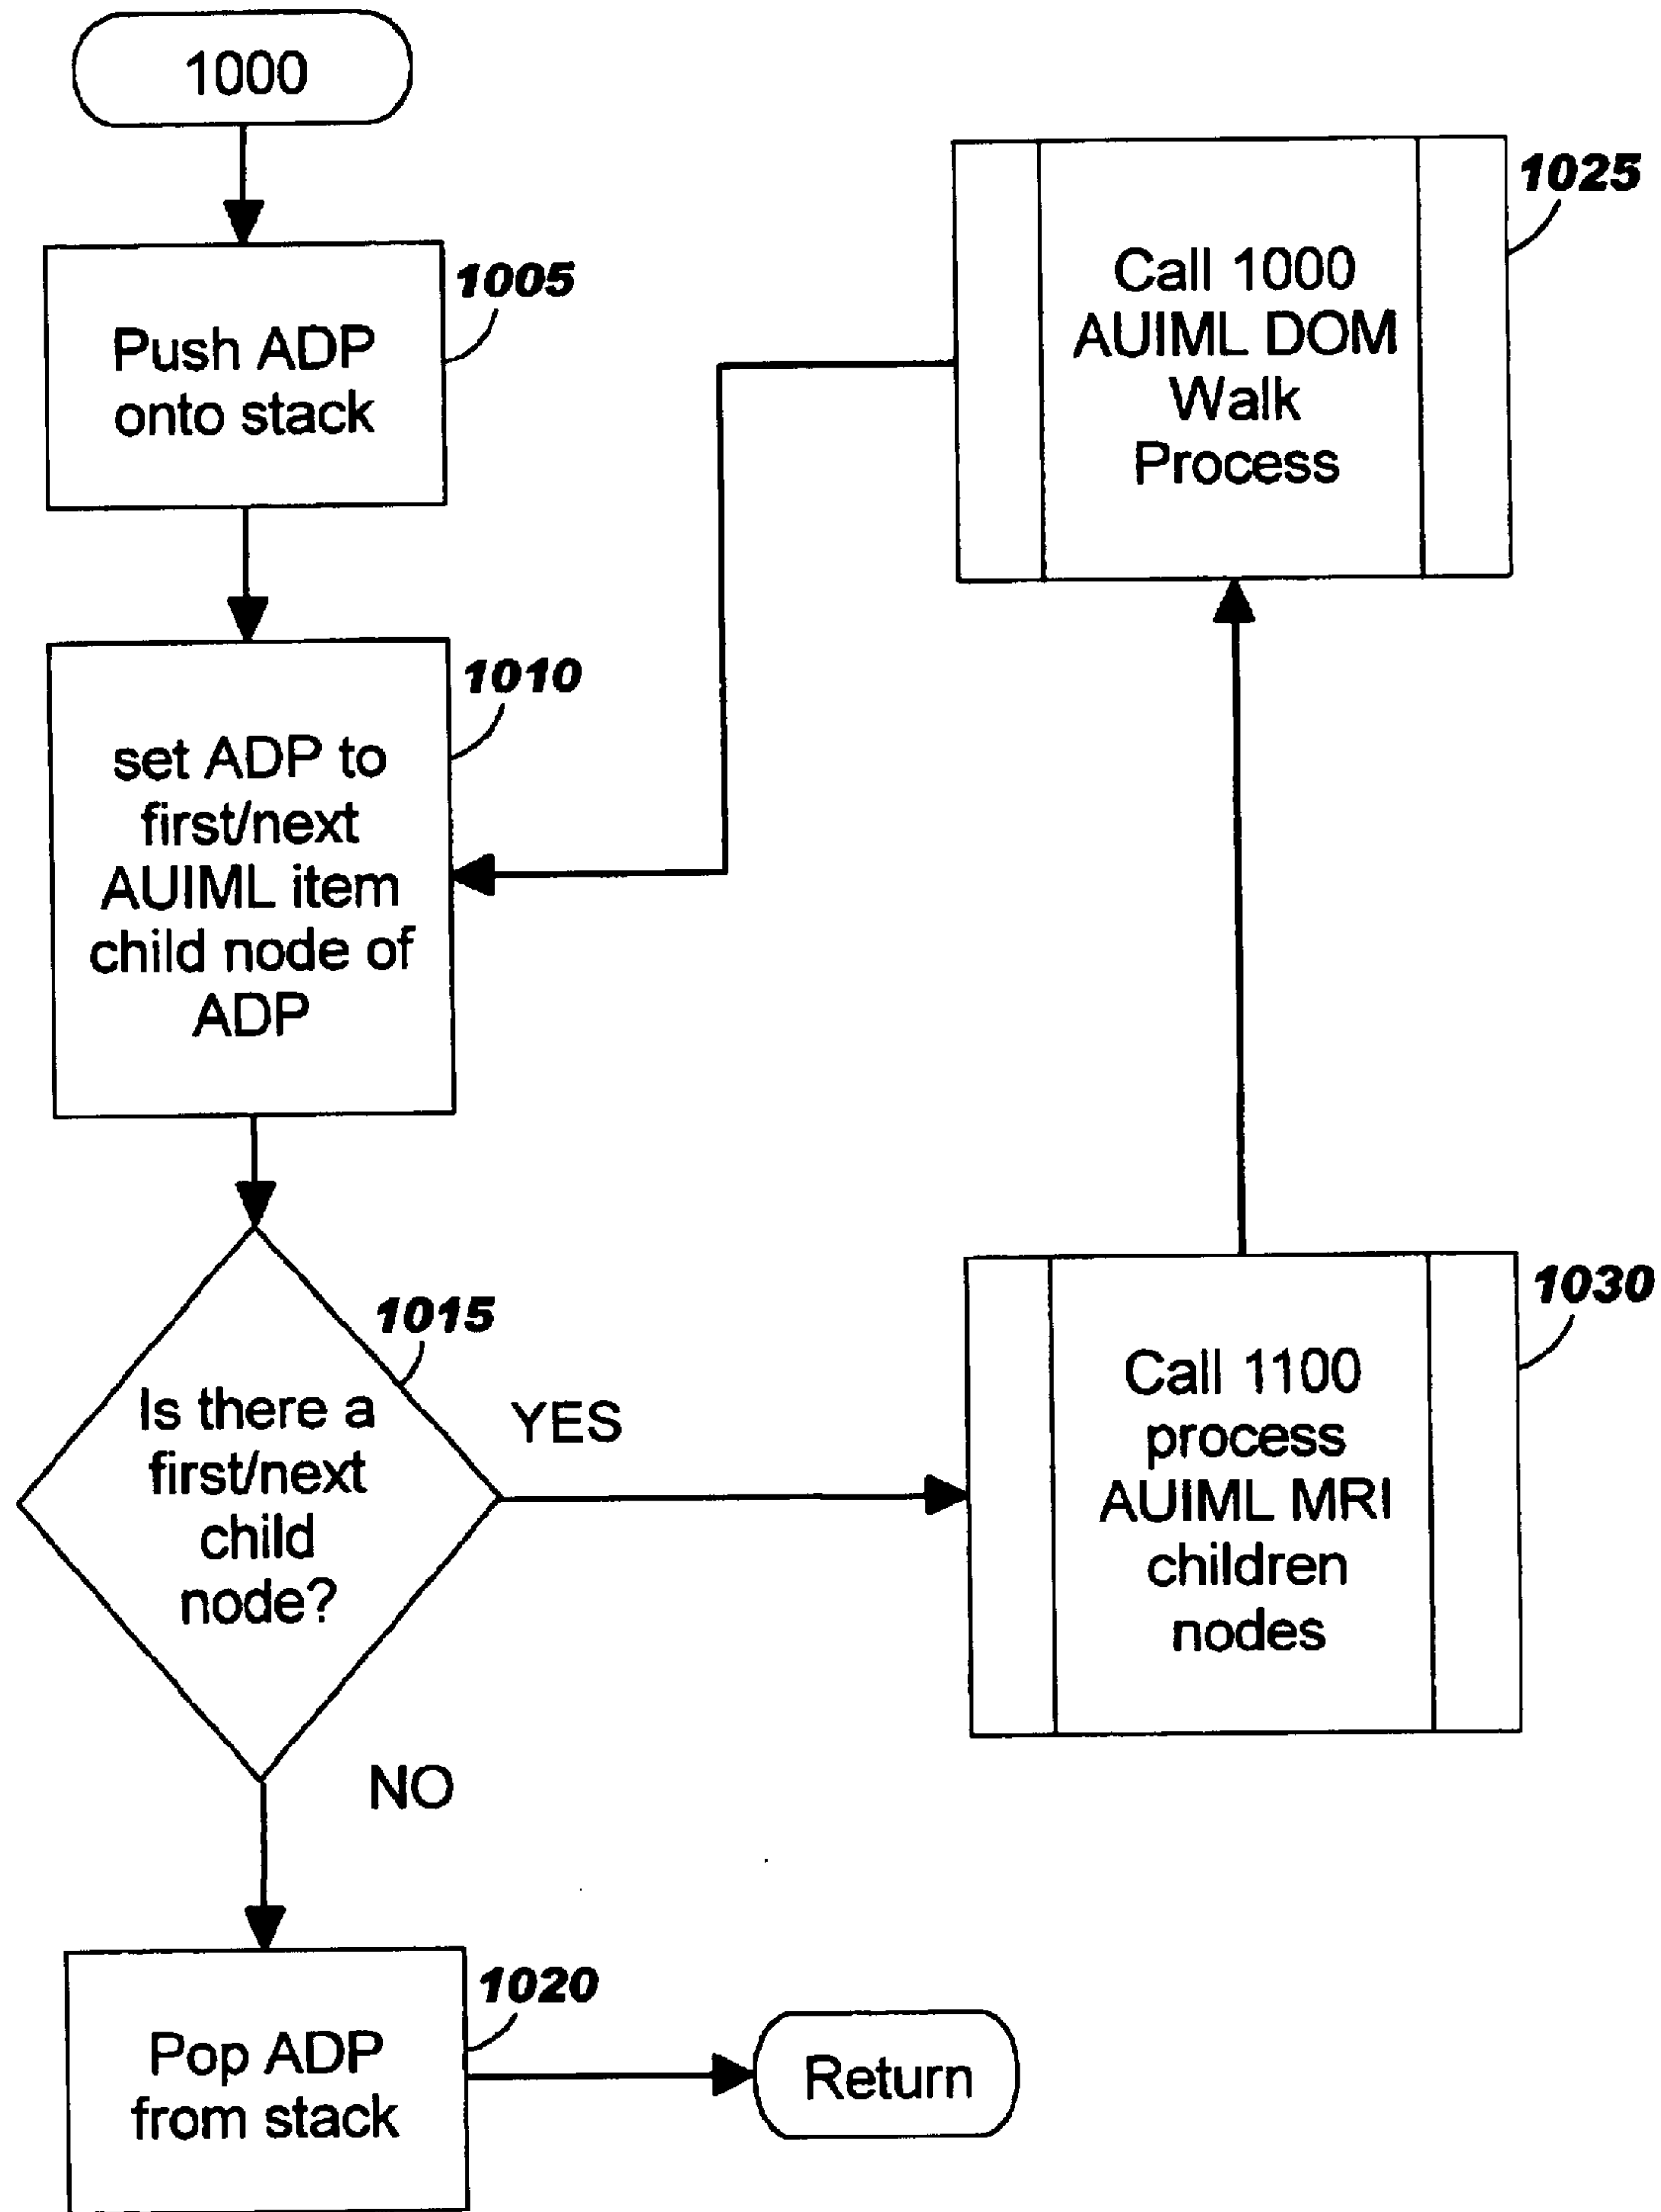 1000
1005
Push ADP
onto stack
1010
set ADP to
first/next
AUIML item
child node of
ADP
1015
Is there a
first/next
child
node?
YES
NO
1020
Pop ADP
from stack
Return
1025
Call 1000
AUIML DOM
Walk
Process
1030
Call 1100
process
AUIML MRI
children
nodes